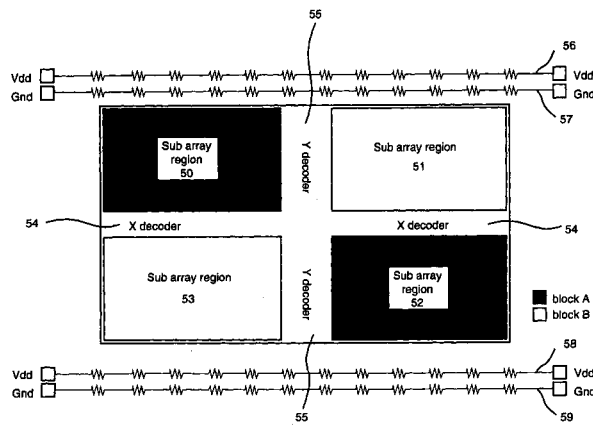 55
56
Vdd
Vdd
Gnd
Gnd
57
Sub array
region
50
Y decoder
Sub array region
51
54
X decoder
X decoder
54
Sub array region
53
Y decoder
Sub array
region
52
block A
block B
58
Vdd
Vdd
Gnd
Gnd
55
59